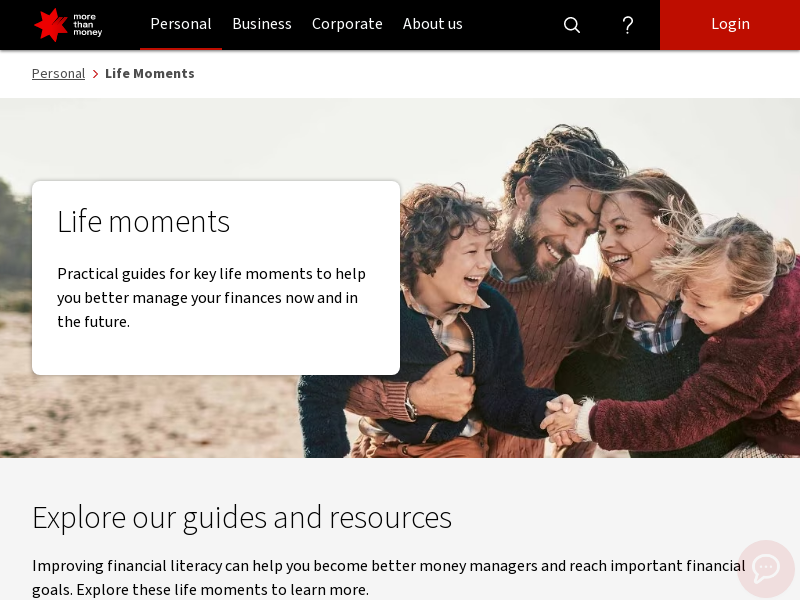 more
than
money
Personal
Business
Corporate
About us
?
Login
Personal > Life Moments
Life moments
Practical guides for key life moments to help
you better manage your finances now and in
the future.
Explore our guides and resources
Improving financial literacy can help you become better money managers and reach important financial
goals. Explore these life moments to learn more.